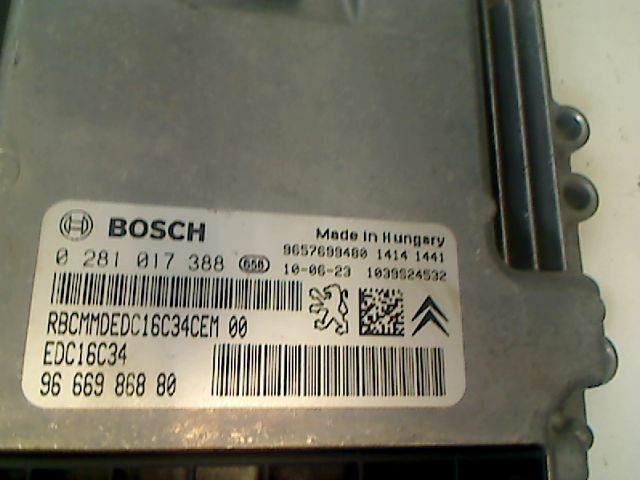 BOSCH
Made in Hungary
0 281 017 388
9657699480 1414 1441
10-06-23 1039S24532
RBCMMDEDC16C34CEM 00
EDC16C34
96 669 868 80